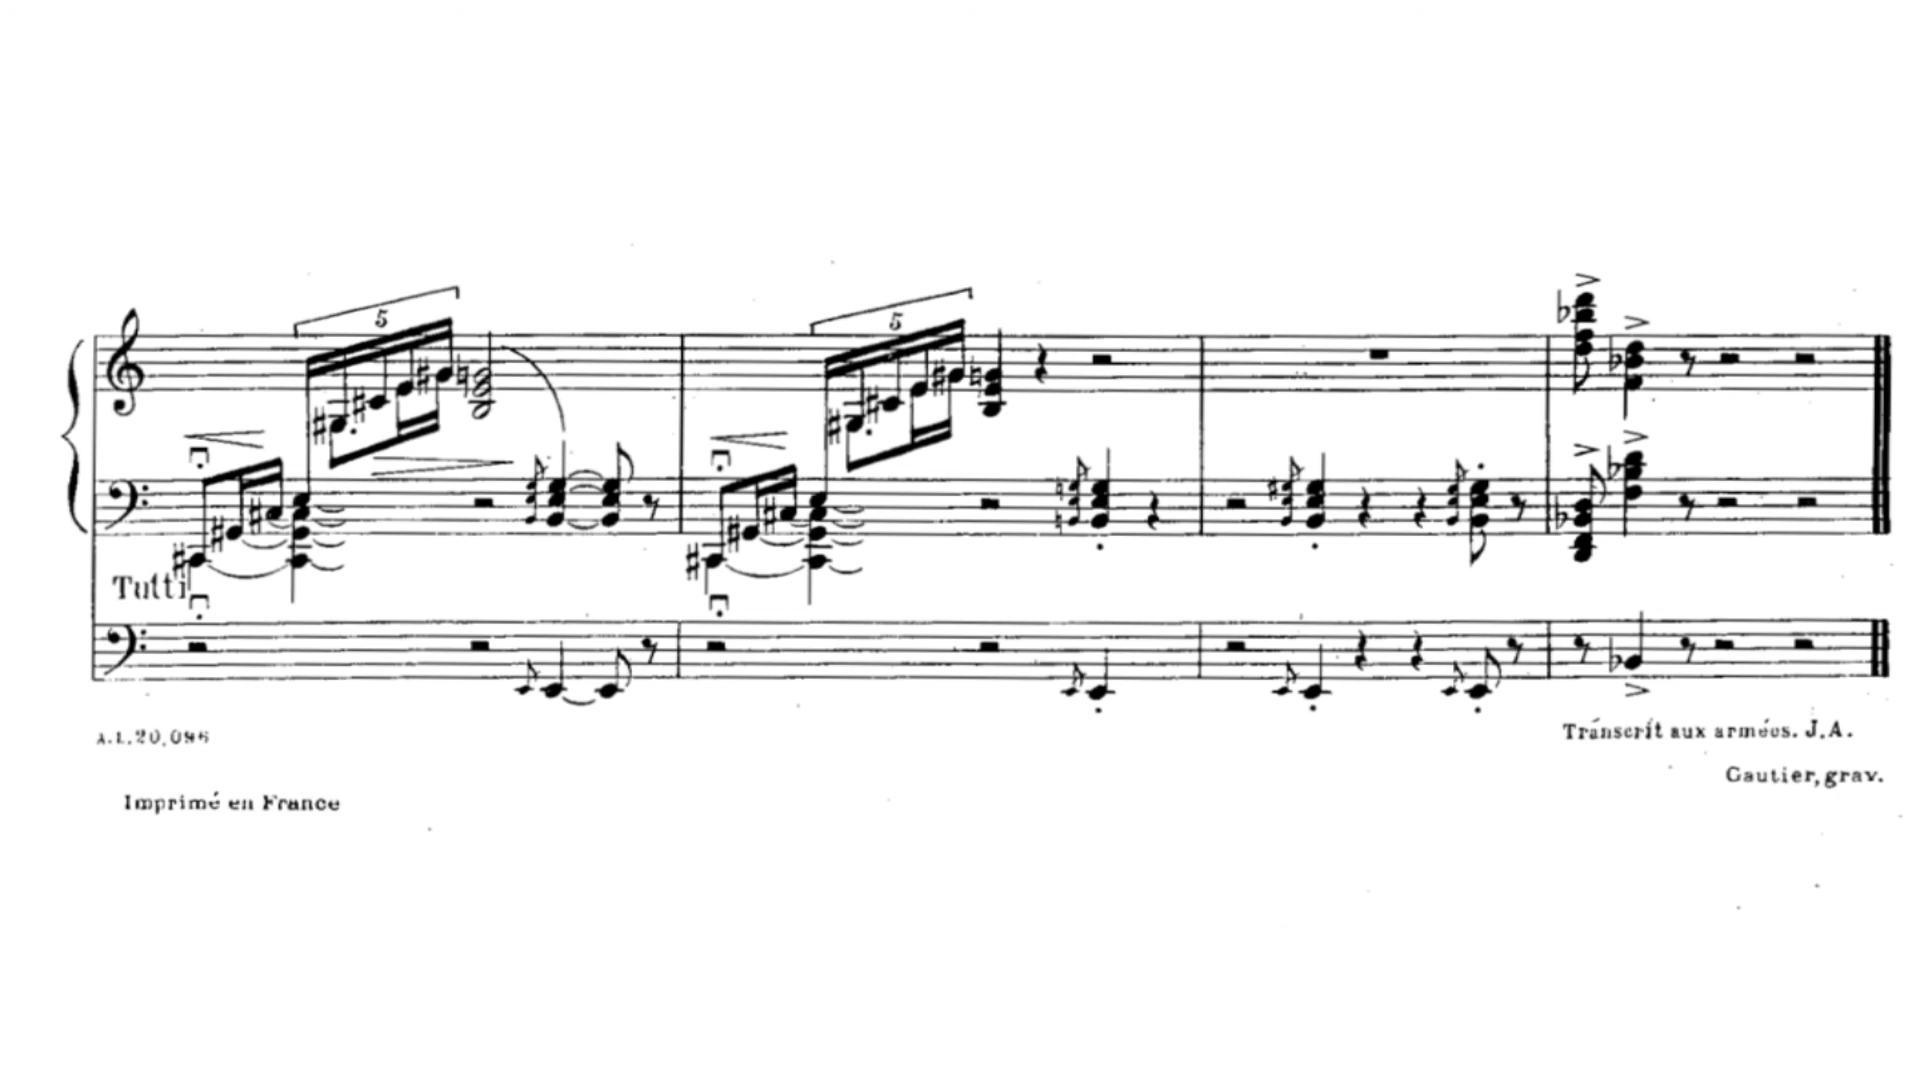 5
5
Tutti
A.L.20,096
Transcrit aux armées. J.A.
Gautier, grav.
Imprimé en France